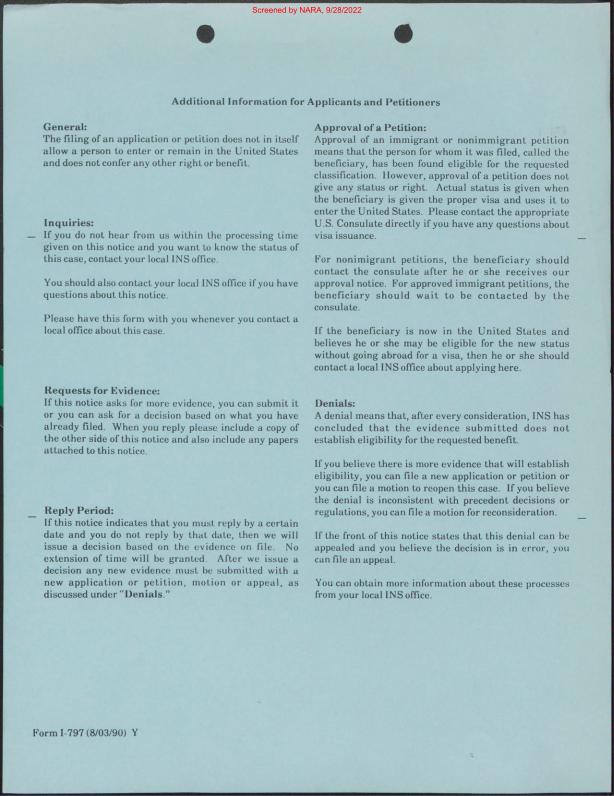 Screened by NARA, 9/28/2022
Additional Information for Applicants and Petitioners
General:
The filing of an application or petition does not in itself
allow a person to enter or remain in the United States
and does not confer any other right or benefit.
Inquiries:
If you do not hear from us within the processing time
given on this notice and you want to know the status of
this case, contact your local INS office.
You should also contact your local INS office if you have
questions about this notice.
Please have this form with you whenever you contact a
local office about this case.
Requests for Evidence:
If this notice asks for more evidence, you can submit it
or you can ask for a decision based on what you have
already filed. When you reply please include a copy of
the other side of this notice and also include any papers
attached to this notice.
Reply Period:
If this notice indicates that you must reply by a certain
date and you do not reply by that date, then we will
issue a decision based on the evidence on file. No
extension of time will be granted. After we issue a
decision any new evidence must be submitted with a
new application or petition, motion or appeal, as
discussed under "Denials."
Approval of a Petition:
Approval of an immigrant or nonimmigrant petition
means that the person for whom it was filed, called the
beneficiary, has been found eligible for the requested
classification. However, approval of a petition does not
give any status or right. Actual status is given when
the beneficiary is given the proper visa and uses it to
enter the United States. Please contact the appropriate
U.S. Consulate directly if you have any questions about
visa issuance.
For nonimigrant petitions, the beneficiary should
contact the consulate after he or she receives our
approval notice. For approved immigrant petitions, the
beneficiary should wait to be contacted by the
consulate.
If the beneficiary is now in the United States and
believes he or she may be eligible for the new status
without going abroad for a visa, then he or she should
contact a local INS office about applying here.
Denials:
A denial means that, after every consideration, INS has
concluded that the evidence submitted does not
establish eligibility for the requested benefit.
If you believe there is more evidence that will establish
eligibility, you can file a new application or petition or
you can file a motion to reopen this case. If you believe
the denial is inconsistent with precedent decisions or
regulations, you can file a motion for reconsideration.
If the front of this notice states that this denial can be
appealed and you believe the decision is in error, you
can file an appeal.
You can obtain more information about these processes
from your local INS office.
Form I-797 (8/03/90) Y